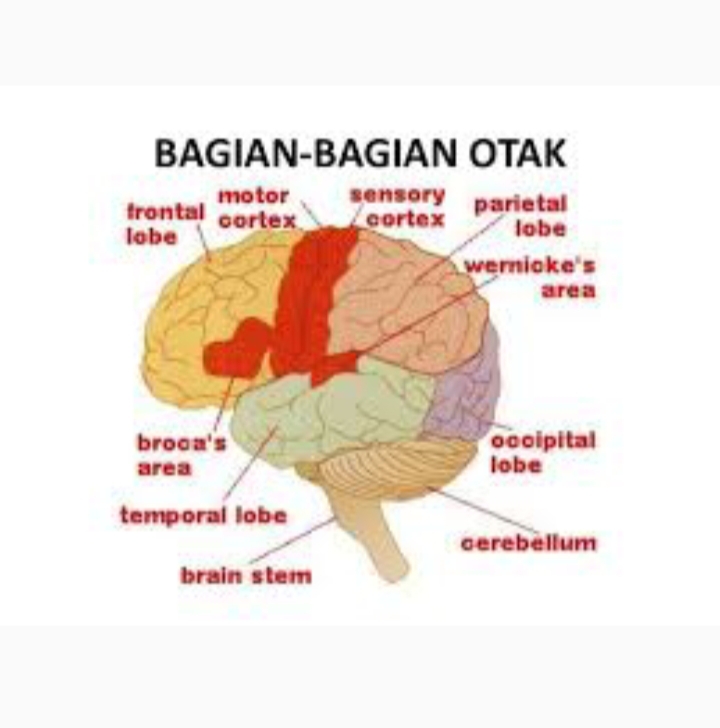 BAGIAN-BAGIAN OTAK
frontal
lobe
motor
cortex
sensory
cortex
parietal
lobe
wernicke's
area
broca's
area
occipital
lobe
temporal lobe
cerebellum
brain stem